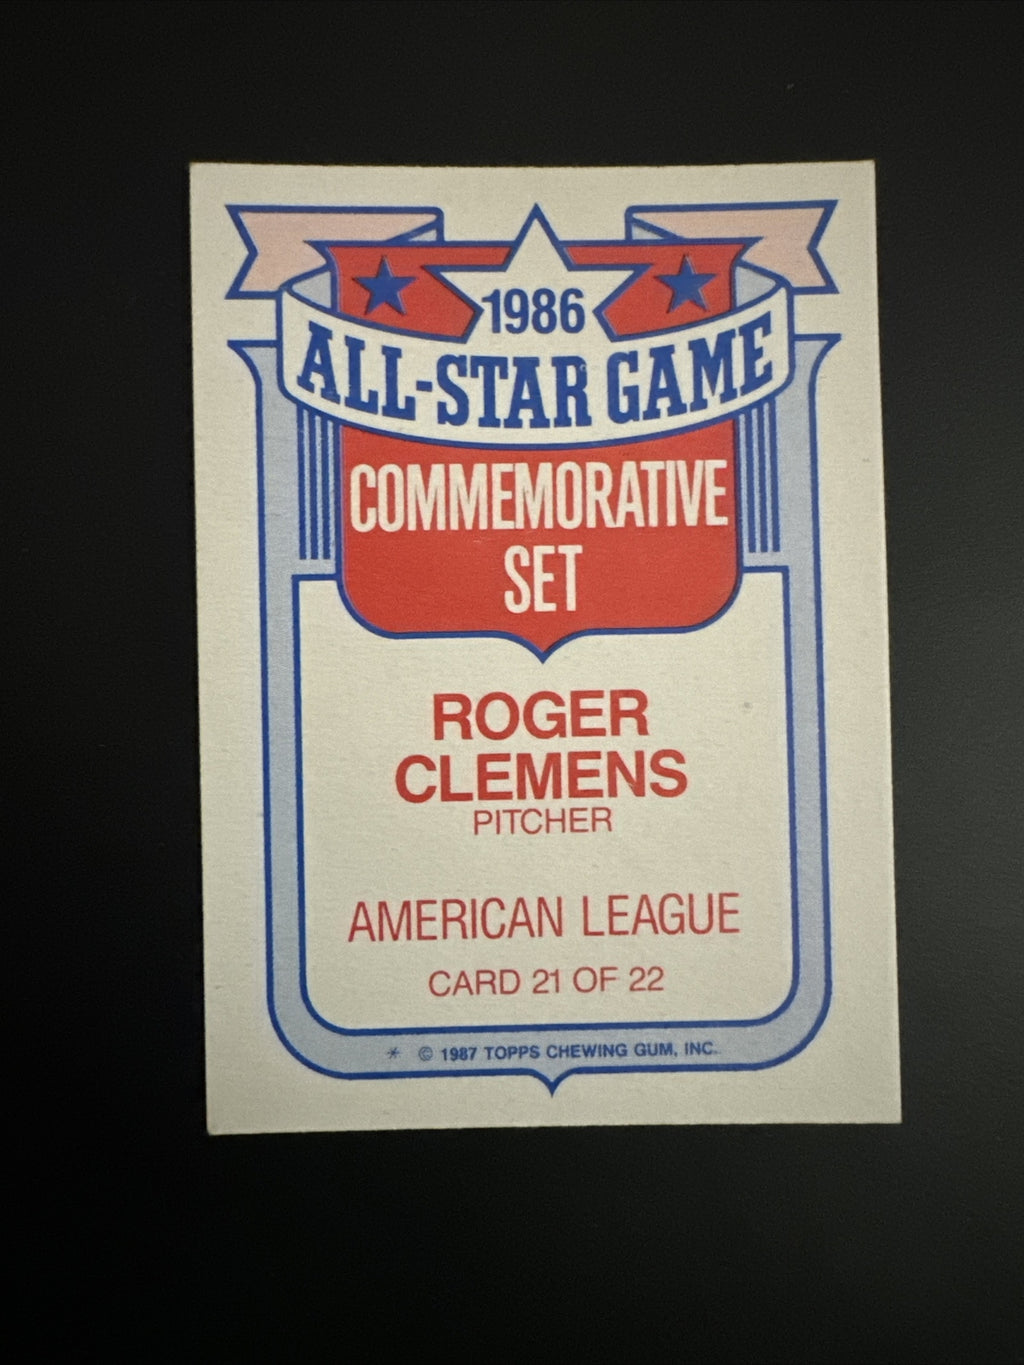 1986
ALL-STAR GAME
COMMEMORATIVE
SET
ROGER
CLEMENS
PITCHER
AMERICAN LEAGUE
CARD 21 OF 22
* © 1987 TOPPS CHEWING GUM, INC.